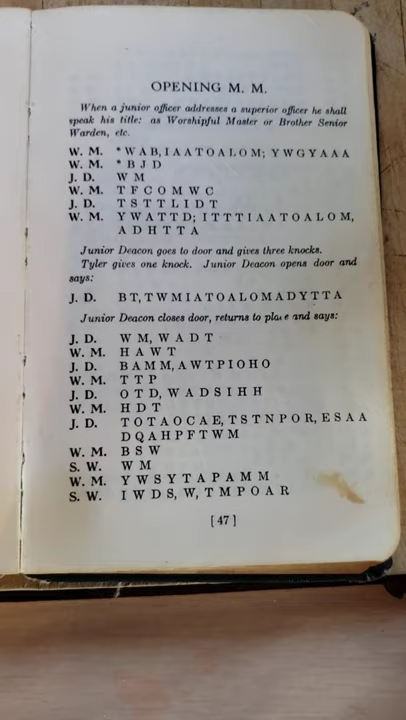 OPENING M. M.
When a junior officer addresses a superior officer he shall
speak his title: as Worshipful Master or Brother Senior
Warden, etc.
W. M. * W A B, I A A T O A L O M; Y W G Y A A A
W. M. * B J D
J. D. W M
W. M. T F C O M W C
J. D. T S T T L I D T
W. M. Y W A T T D; I T T T I A A T O A L O M,
A D H T T A
Junior Deacon goes to door and gives three knocks.
Tyler gives one knock. Junior Deacon opens door and
says:
J. D. B T, T W M I A T O A L O M A D Y T T A
Junior Deacon closes door, returns to place and says:
J. D. W M, W A D T
W. M. H A W T
J. D. B A M M, A W T P I O H O
W. M. T T P
J. D. O T D, W A D S I H H
W. M. H D T
J. D. T O T A O C A E, T S T N P O R, E S A A
D Q A H P F T W M
W. M. B S W
S. W. W M
W. M. Y W S Y T A P A M M
S. W. I W D S, W, T M P O A R
[ 47 ]